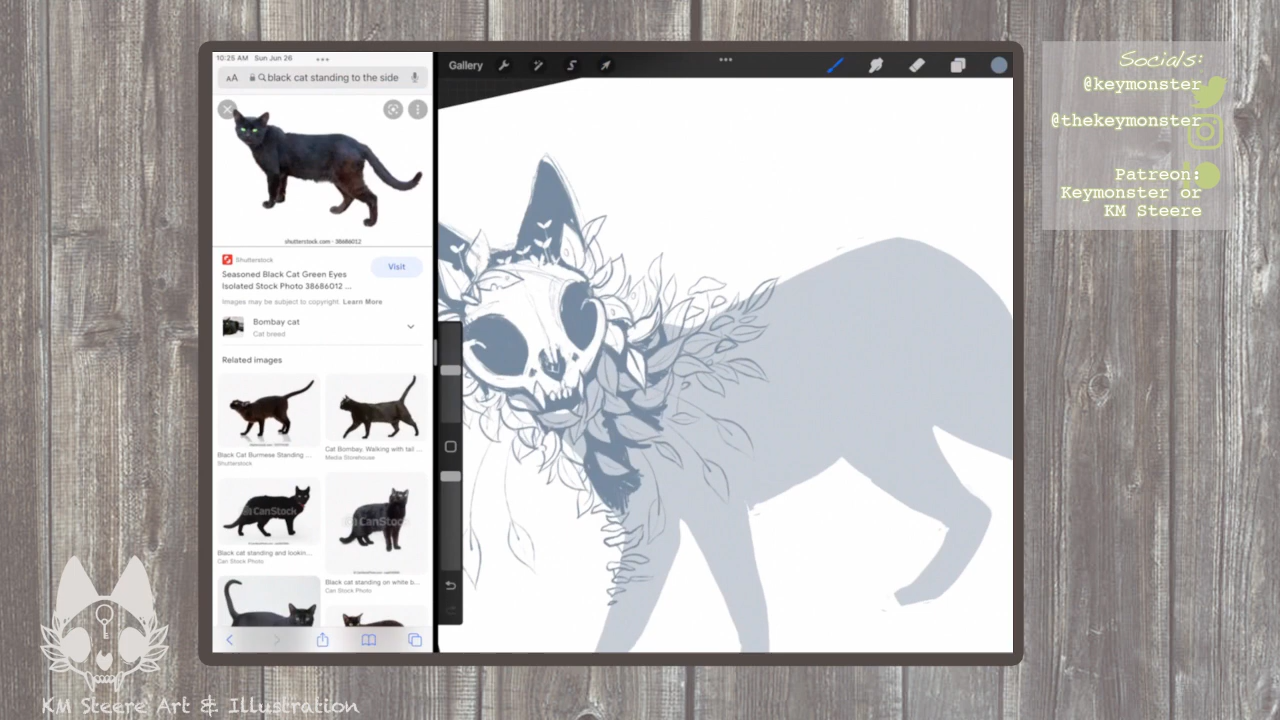 10:25 AM Sun Jun 26
AA black cat standing to the side
shutterstock.com · 38686012
Shutterstock
Seasoned Black Cat Green Eyes
Isolated Stock Photo 38686012 ...
Visit
Images may be subject to copyright. Learn More
Bombay cat
Cat breed
Related images
Black Cat Burmese Standing ...
Shutterstock
Cat Bombay. Walking with tail ...
Media Storehouse
CanStock
Black cat standing and lookin...
Can Stock Photo
CanStock
Black cat standing on white b...
Can Stock Photo
Gallery
Socials:
@keymonster
@thekeymonster
Patreon:
Keymonster or
KM Steere
KM Steere Art & Illustration